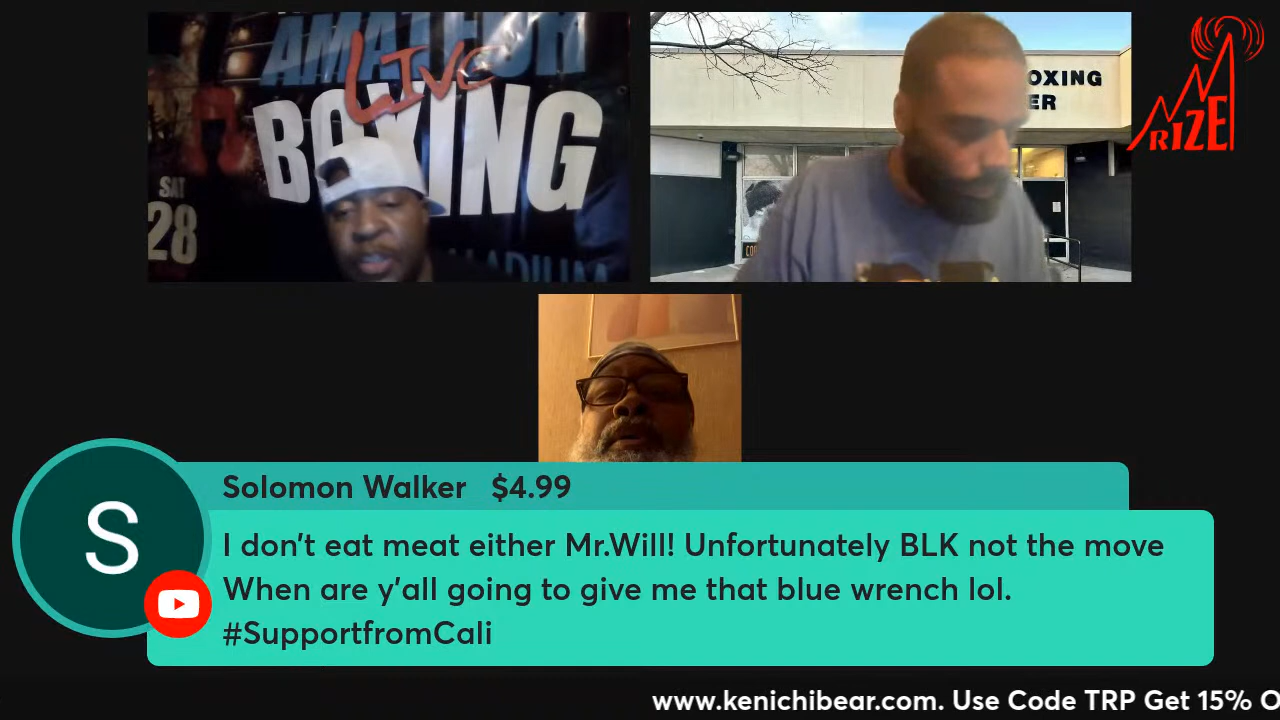 AMATEUR
LIVE
BOXING
SAT
28
OXING
ER
RIZE
Solomon Walker $4.99
S
I don't eat meat either Mr.Will! Unfortunately BLK not the move
When are y'all going to give me that blue wrench lol.
#SupportfromCali
www.kenichibear.com. Use Code TRP Get 15% O